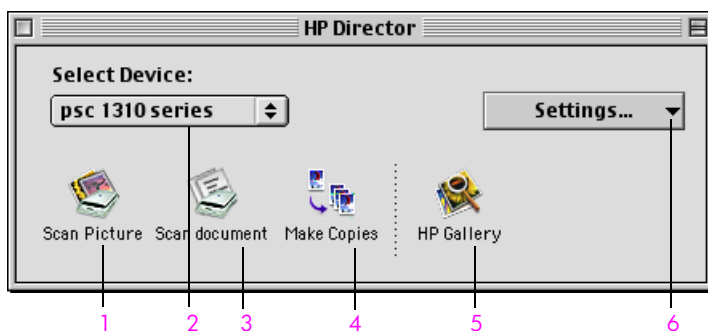 HP Director
Select Device:
psc 1310 series
Settings...
Scan Picture Scan document Make Copies HP Gallery
1 2 3 4 5 6